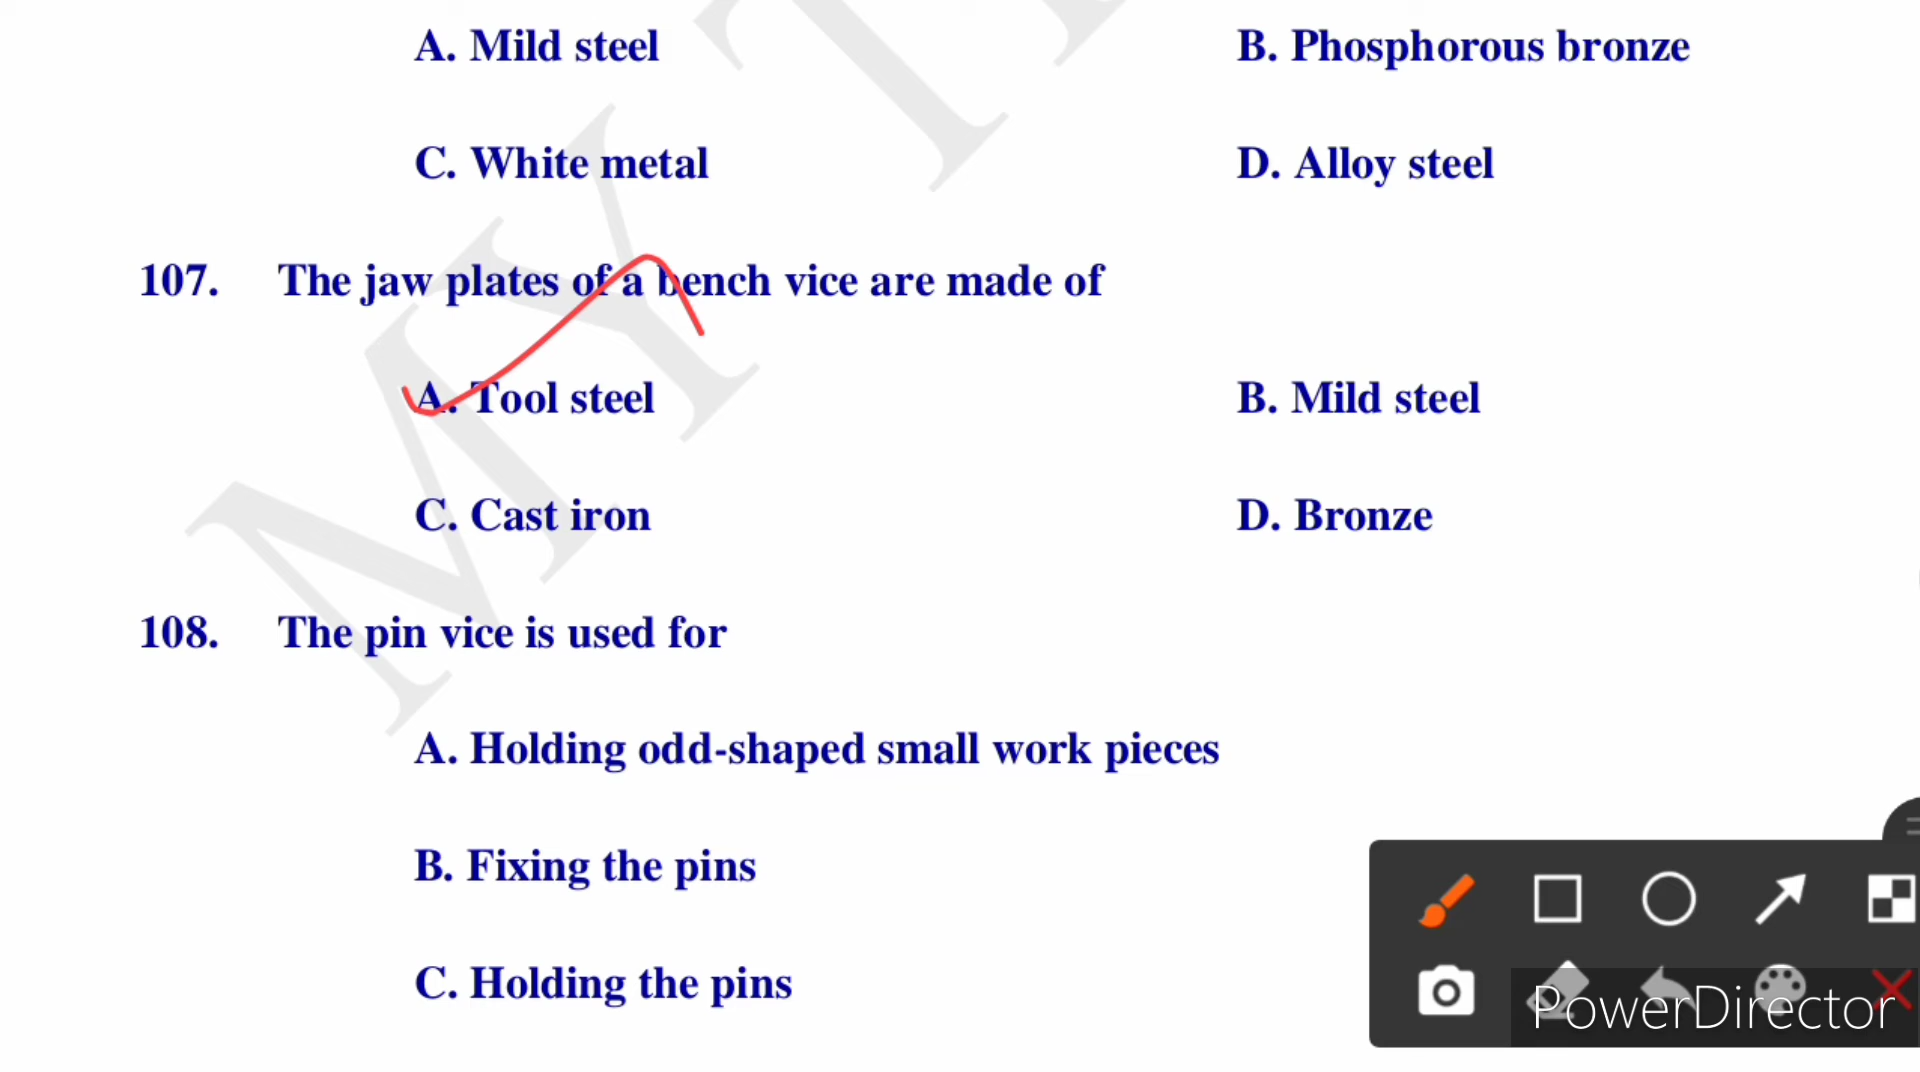 A. Mild steel B. Phosphorous bronze
C. White metal D. Alloy steel
107. The jaw plates of a bench vice are made of
A. Tool steel B. Mild steel
C. Cast iron D. Bronze
108. The pin vice is used for
A. Holding odd-shaped small work pieces
B. Fixing the pins
C. Holding the pins
PowerDirector
MY T